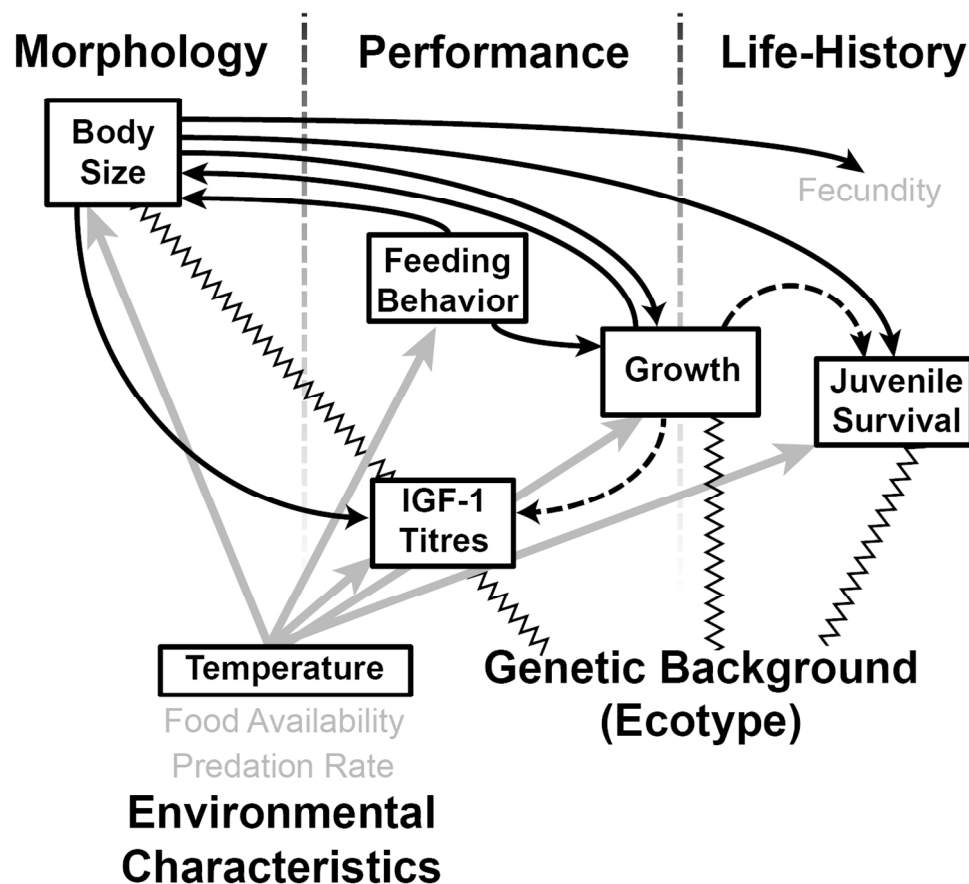 Morphology
Performance
Life-History
Body
Size
Fecundity
Feeding
Behavior
Growth
Juvenile
Survival
IGF-1
Titres
Temperature
Food Availability
Predation Rate
Environmental
Characteristics
Genetic Background
(Ecotype)